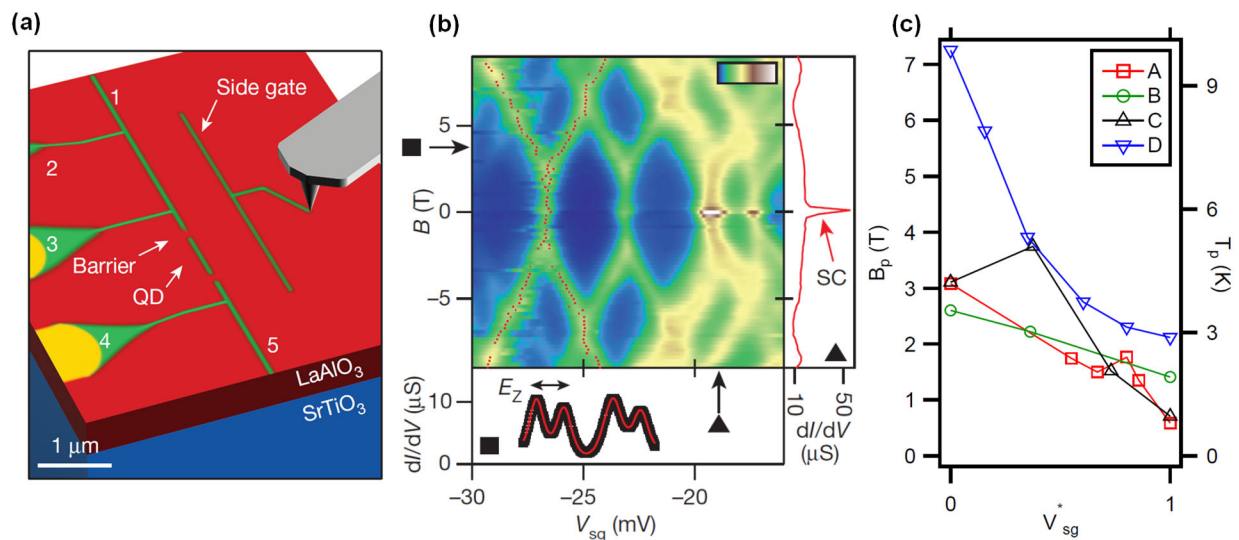 (a)
1
2
3
4
5
Side gate
Barrier
QD
LaAlO₃
SrTiO₃
1 μm
(b)
B (T)
5
0
−5
SC
E_Z
dI/dV (μS)
10
0
−30
−25
−20
V_sg (mV)
10
50
dI/dV
(μS)
(c)
A
B
C
D
B_p (T)
7
6
5
4
3
2
1
0
T_p (K)
9
6
3
0
0
1
V*_sg